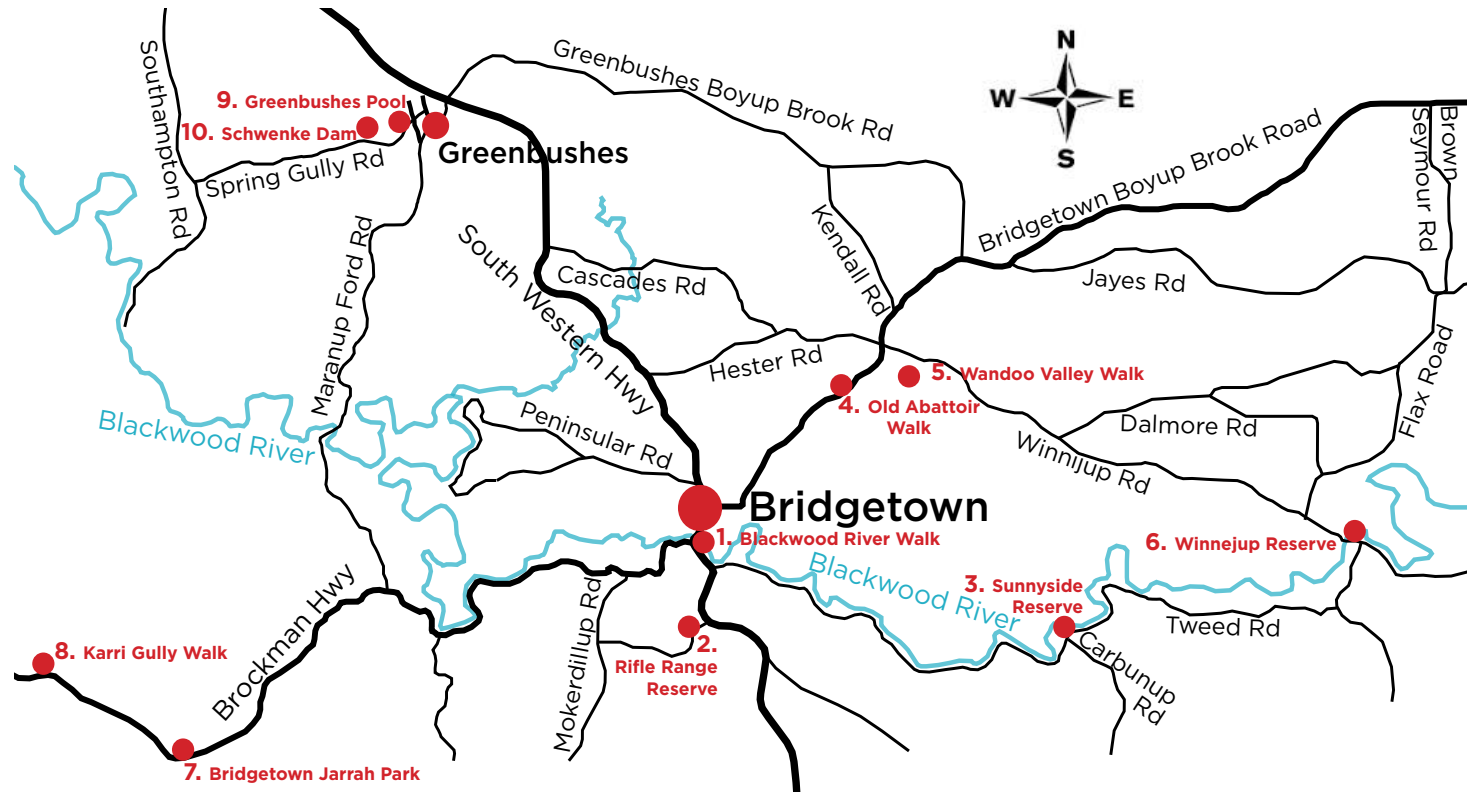 N
W E
S
Southampton Rd
Greenbushes Boyup Brook Rd
9. Greenbushes Pool
10. Schwenke Dam
Greenbushes
Spring Gully Rd
Bridgetown Boyup Brook Road
Brown
Seymour Rd
Maranup Ford Rd
South Western Hwy
Cascades Rd
Kendall Rd
Jayes Rd
Hester Rd
5. Wandoo Valley Walk
4. Old Abattoir
Walk
Flax Road
Dalmore Rd
Winnijup Rd
Peninsular Rd
Blackwood River
Bridgetown
1. Blackwood River Walk
6. Winnejup Reserve
Blackwood River
3. Sunnyside
Reserve
Tweed Rd
Carbunup
Rd
Mokerdillup Rd
2.
Rifle Range
Reserve
Brockman Hwy
8. Karri Gully Walk
7. Bridgetown Jarrah Park